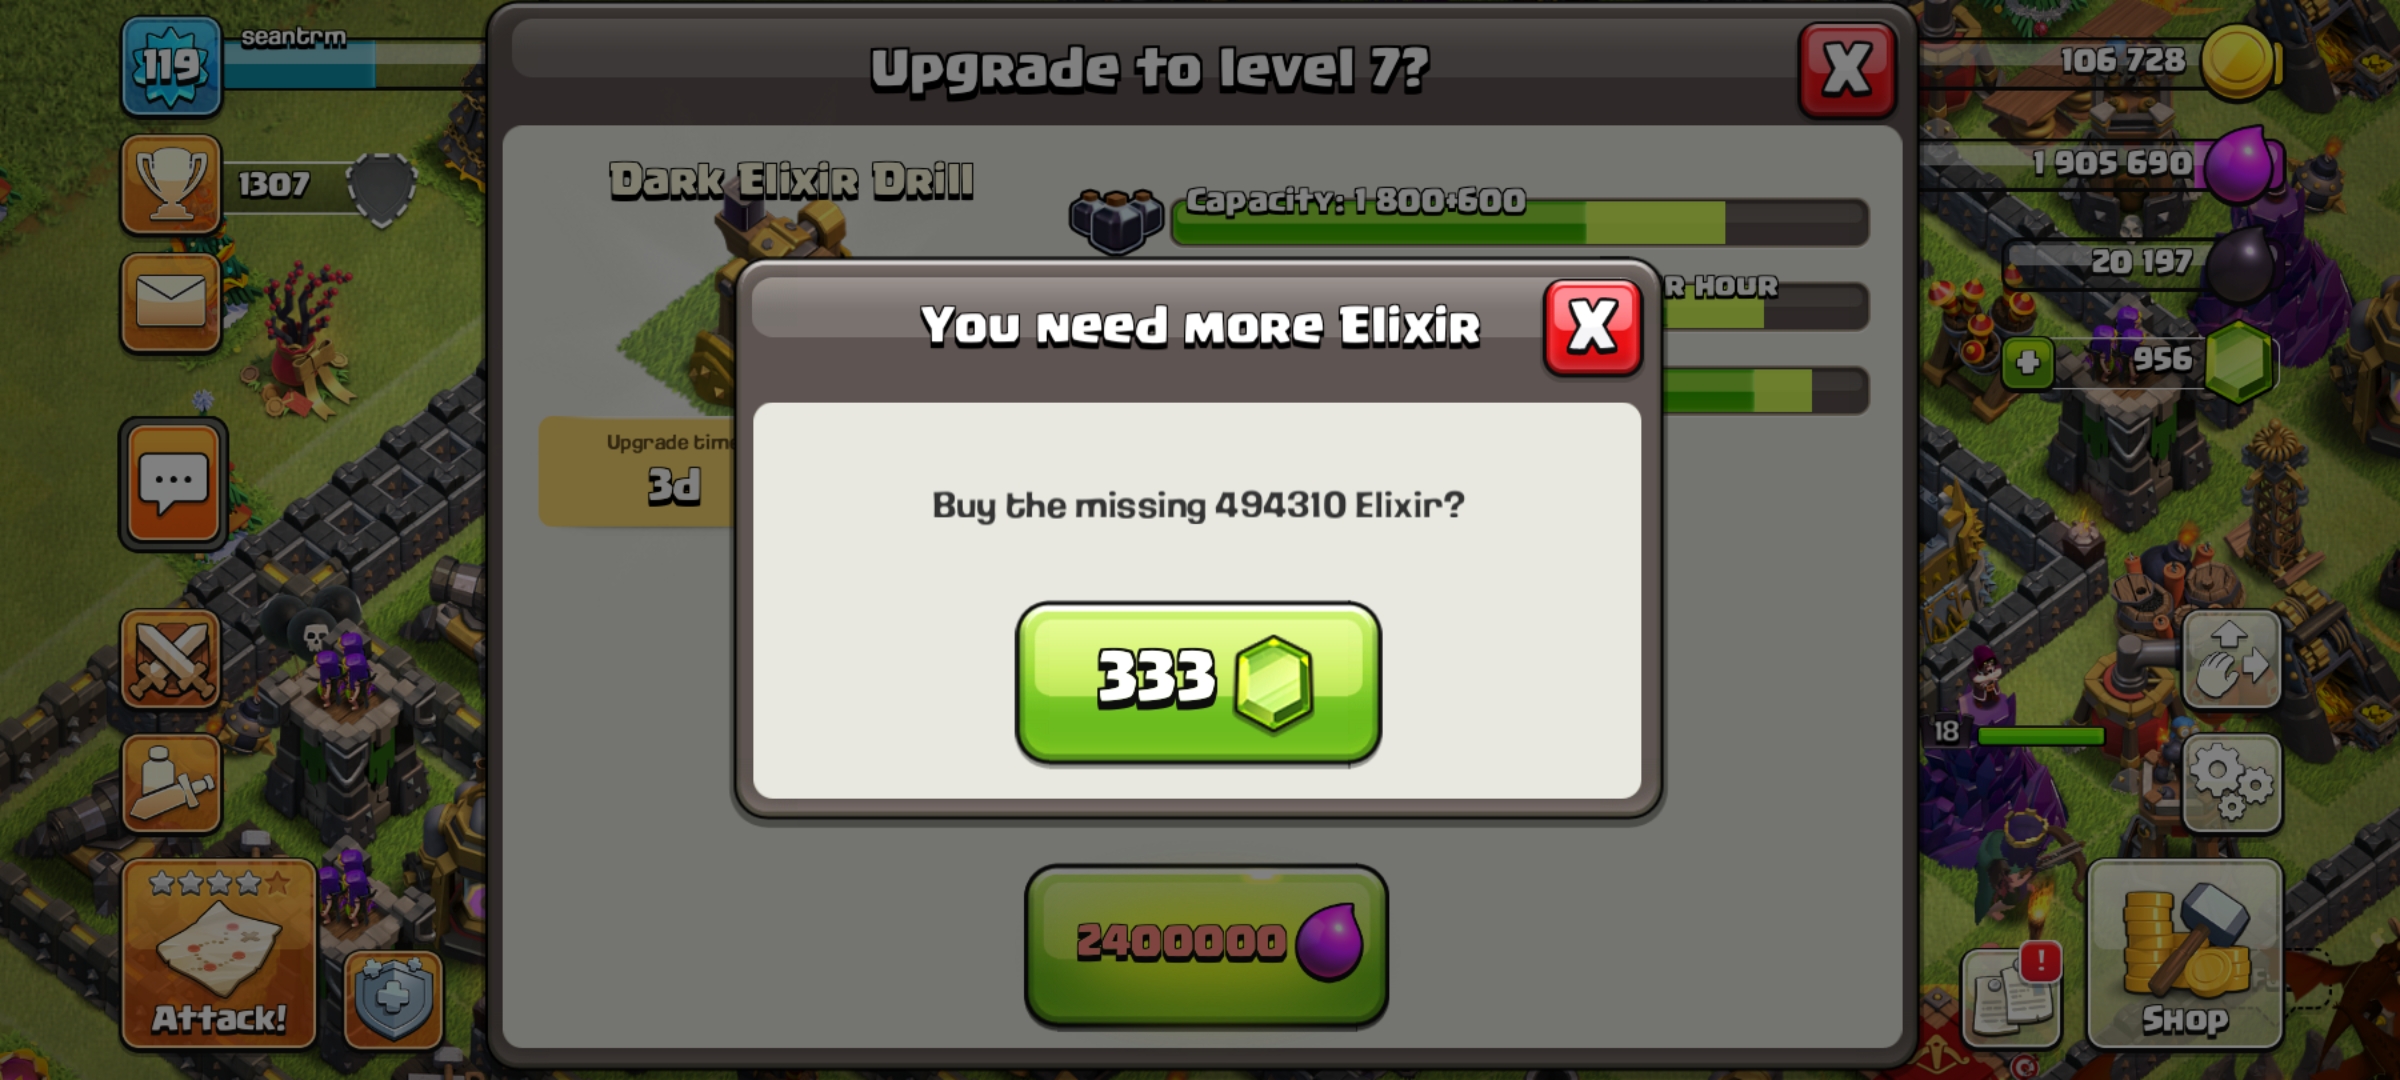 119
seantrm
Upgrade to level 7?
X
106 728
1307
Dark Elixir Drill
Capacity: 1 800+600
1 905 690
R HOUR
20 197
You need more Elixir
X
956
Upgrade time
3d
Buy the missing 494310 Elixir?
333
18
2400000
Attack!
!
Shop